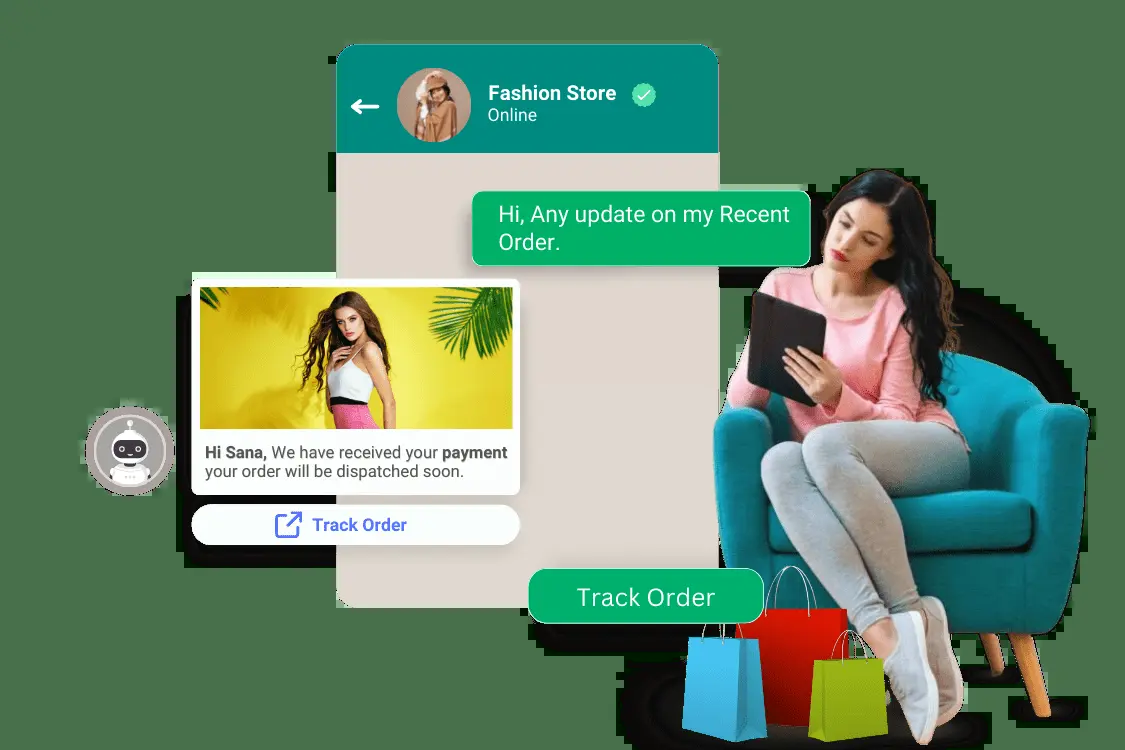 Fashion Store
Online
Hi, Any update on my Recent
Order.
Hi Sana, We have received your payment
your order will be dispatched soon.
Track Order
Track Order